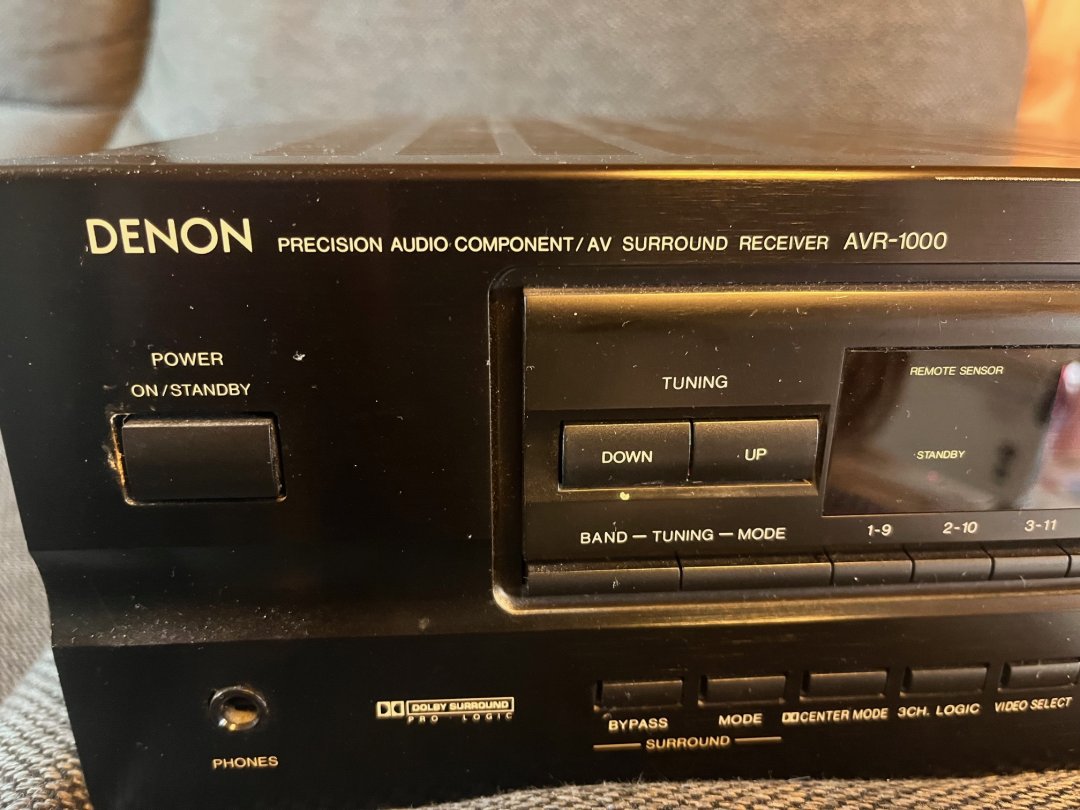 DENON PRECISION AUDIO COMPONENT / AV SURROUND RECEIVER AVR-1000
POWER
ON / STANDBY
TUNING
DOWN UP
REMOTE SENSOR
STANDBY
1-9 2-10 3-11
BAND — TUNING — MODE
DOLBY SURROUND
PRO · LOGIC
BYPASS MODE CENTER MODE 3CH. LOGIC VIDEO SELECT
SURROUND
PHONES